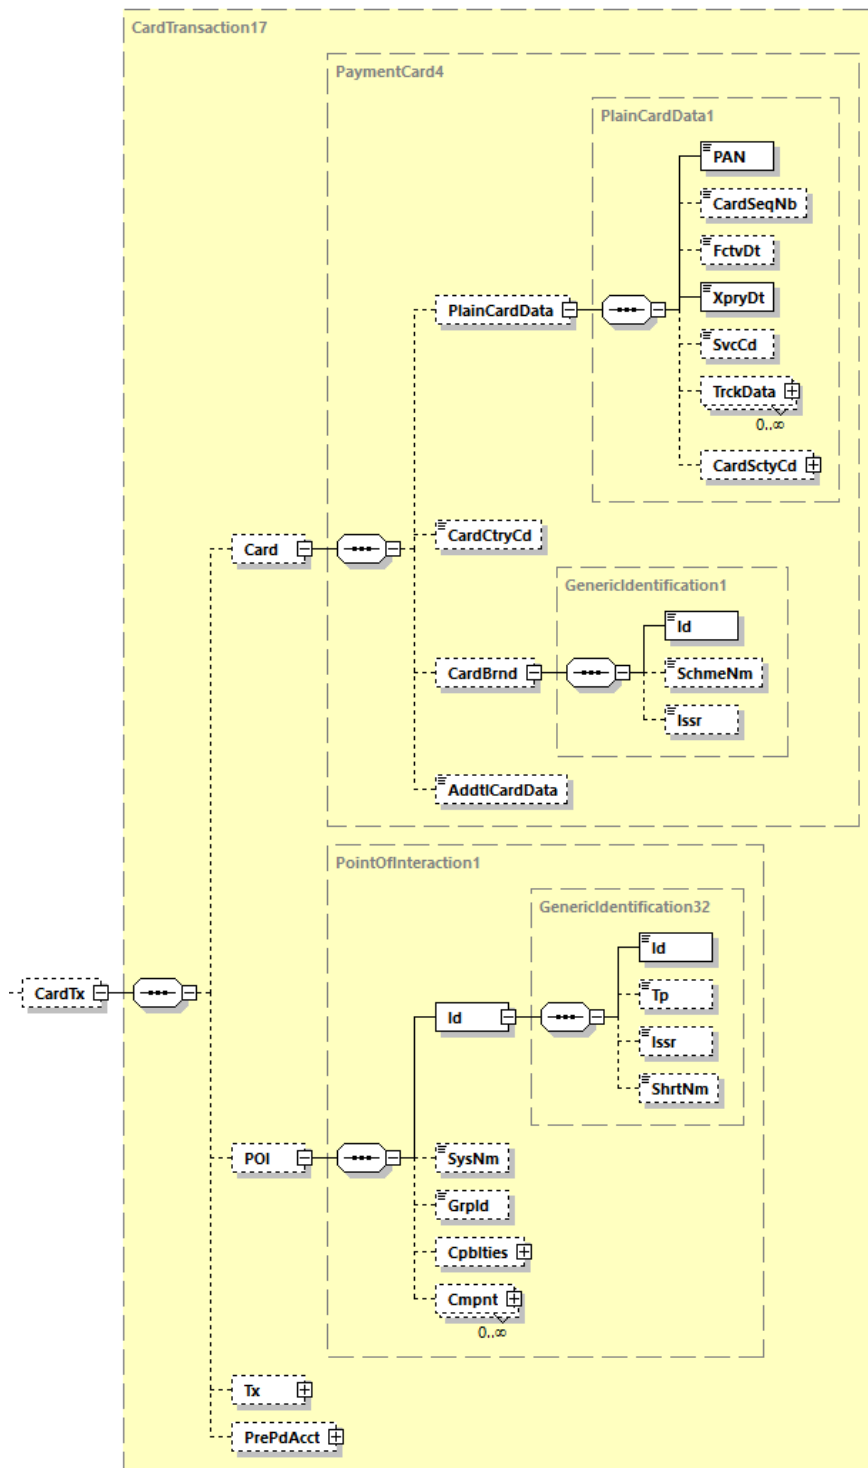 CardTransaction17
PaymentCard4
PlainCardData1
PAN
CardSeqNb
FctvDt
PlainCardData
XpryDt
SvcCd
TrckData
0..∞
CardSctyCd
Card
CardCtryCd
GenericIdentification1
Id
CardBrnd
SchmeNm
Issr
AddtlCardData
PointOfInteraction1
GenericIdentification32
Id
CardTx
Tp
Id
Issr
ShrtNm
POI
SysNm
GrpId
Cpblties
Cmpnt
0..∞
Tx
PrePdAcct